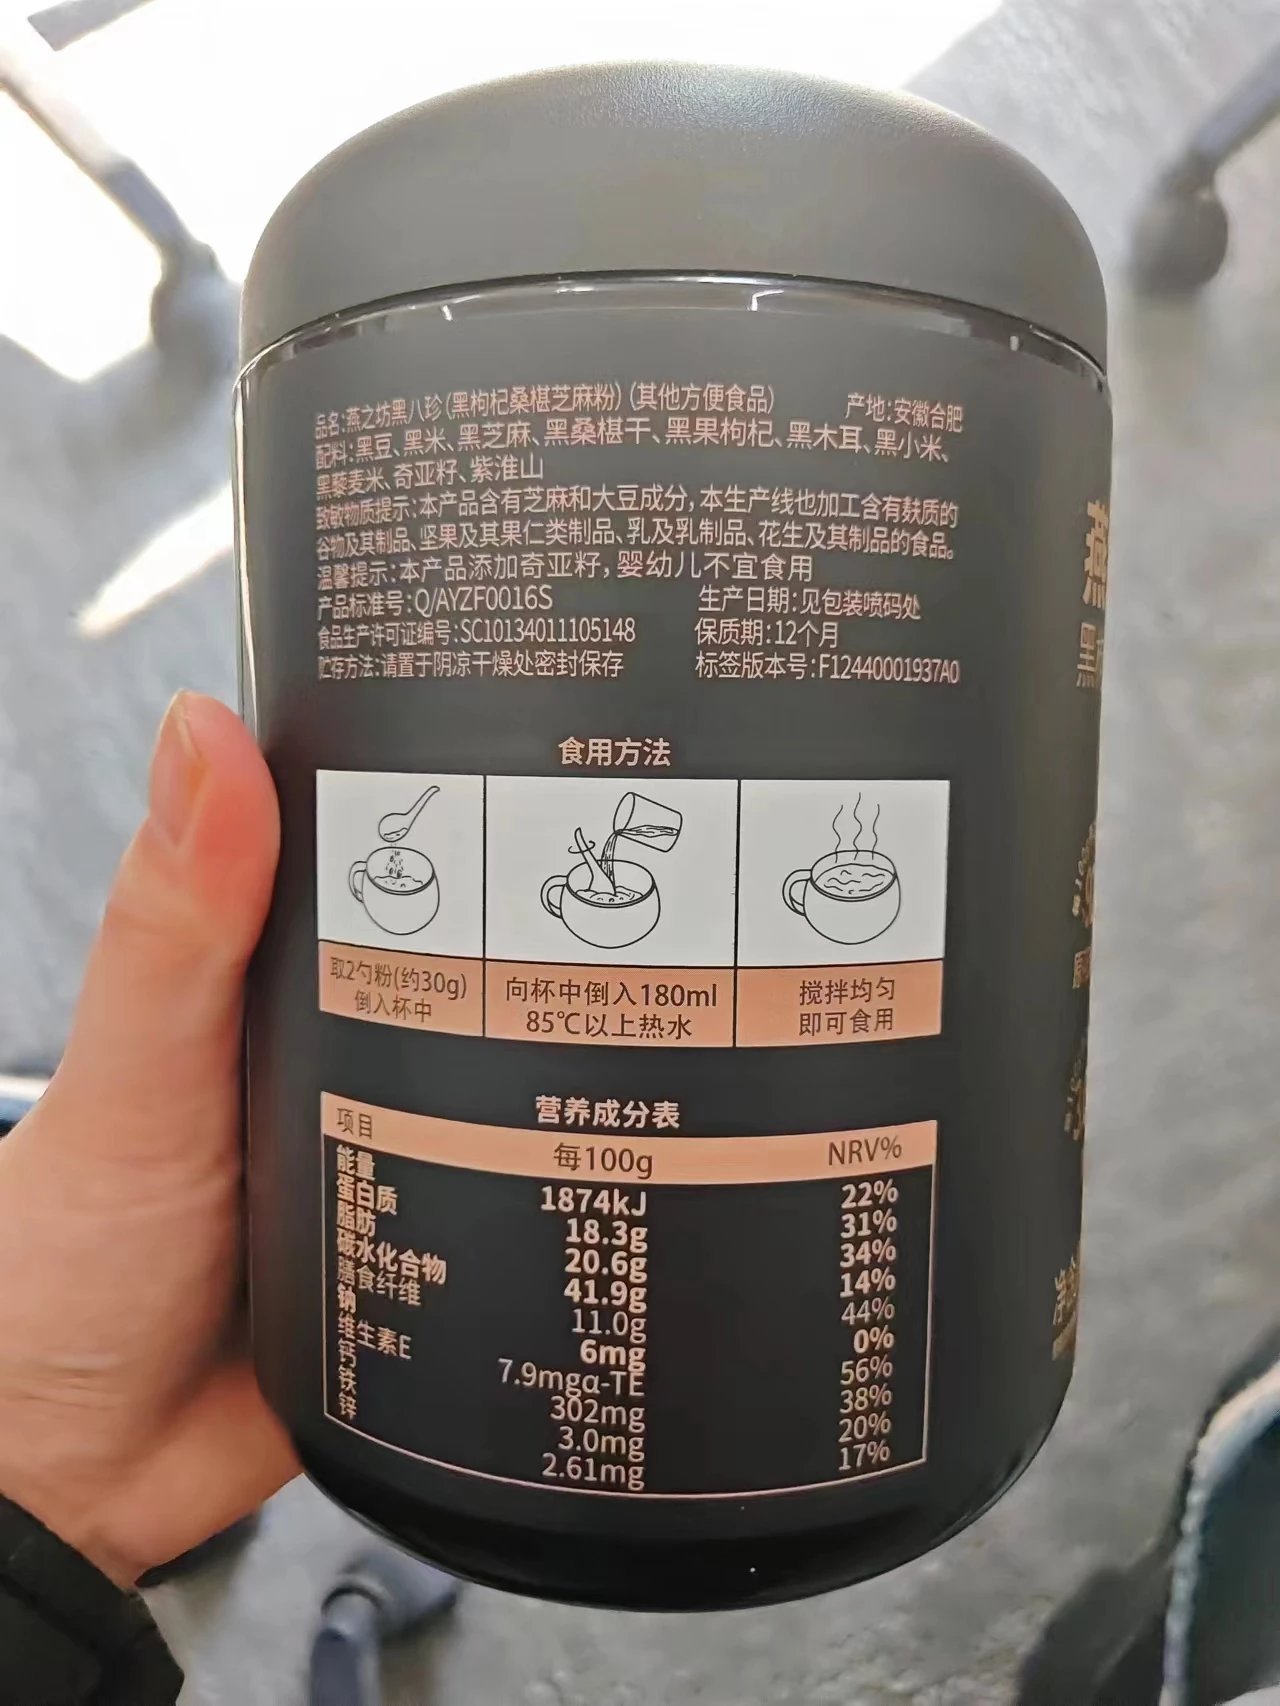 品名:燕之坊黑八珍(黑枸杞桑椹芝麻粉)(其他方便食品) 产地:安徽合肥
配料:黑豆、黑米、黑芝麻、黑桑椹干、黑果枸杞、黑木耳、黑小米、
黑藜麦米、奇亚籽、紫淮山
致敏物质提示:本产品含有芝麻和大豆成分,本生产线也加工含有麸质的
谷物及其制品、坚果及其果仁类制品、乳及乳制品、花生及其制品的食品。
温馨提示:本产品添加奇亚籽,婴幼儿不宜食用
产品标准号:Q/AYZF0016S 生产日期:见包装喷码处
食品生产许可证编号:SC10134011105148 保质期:12个月
贮存方法:请置于阴凉干燥处密封保存 标签版本号:F12440001937A0
食用方法
取2勺粉(约30g)
倒入杯中
向杯中倒入180ml
85℃以上热水
搅拌均匀
即可食用
营养成分表
项目 每100g NRV%
能量 1874kJ 22%
蛋白质 18.3g 31%
脂肪 20.6g 34%
碳水化合物 41.9g 14%
膳食纤维 11.0g 44%
钠 6mg 0%
维生素E 7.9mgα-TE 56%
钙 302mg 38%
铁 3.0mg 20%
锌 2.61mg 17%
燕
黑
净含